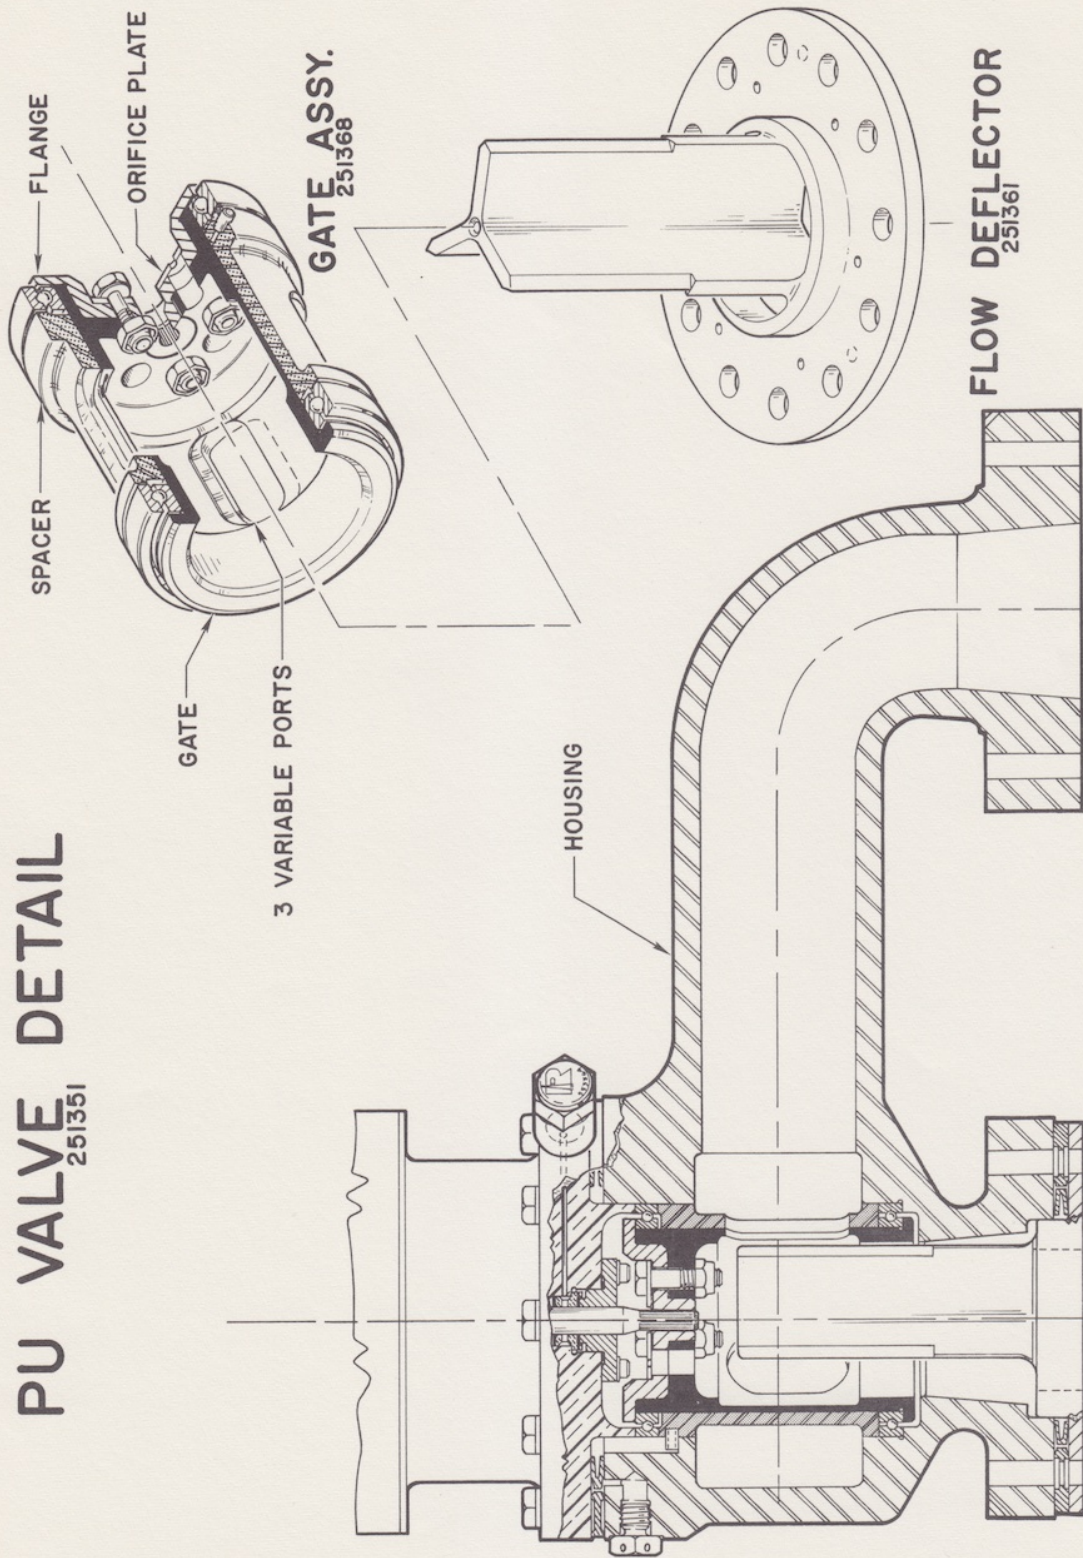 PU VALVE DETAIL
251351
GATE
SPACER
FLANGE
ORIFICE PLATE
3 VARIABLE PORTS
GATE ASSY.
251368
HOUSING
FLOW DEFLECTOR
251361